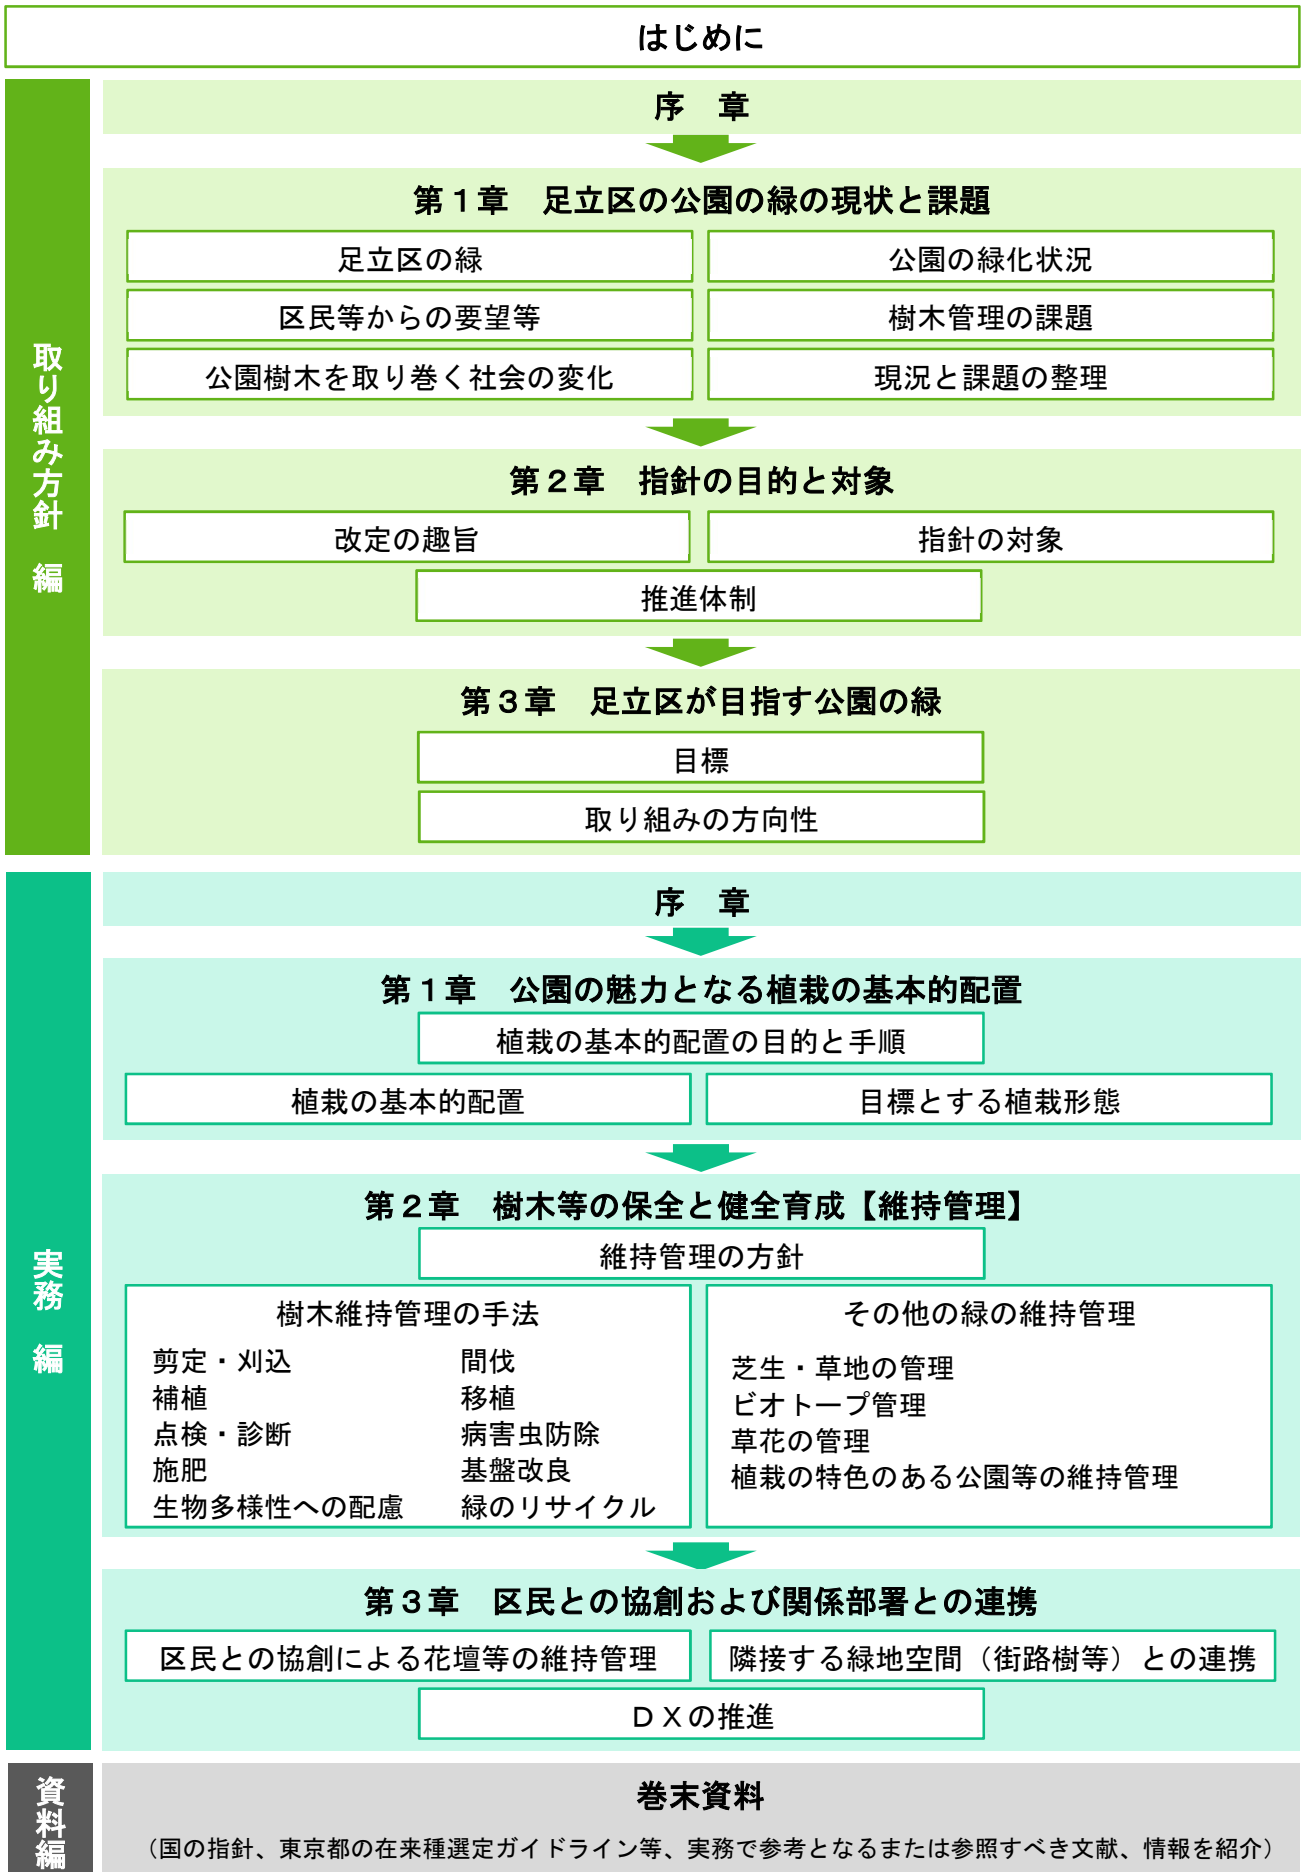 はじめに
取り組み方針　編
序　章
第１章　足立区の公園の緑の現状と課題
足立区の緑
公園の緑化状況
区民等からの要望等
樹木管理の課題
公園樹木を取り巻く社会の変化
現況と課題の整理
第２章　指針の目的と対象
改定の趣旨
指針の対象
推進体制
第３章　足立区が目指す公園の緑
目標
取り組みの方向性
実務　編
序　章
第１章　公園の魅力となる植栽の基本的配置
植栽の基本的配置の目的と手順
植栽の基本的配置
目標とする植栽形態
第２章　樹木等の保全と健全育成【維持管理】
維持管理の方針
樹木維持管理の手法
剪定・刈込
間伐
補植
移植
点検・診断
病害虫防除
施肥
基盤改良
生物多様性への配慮
緑のリサイクル
その他の緑の維持管理
芝生・草地の管理
ビオトープ管理
草花の管理
植栽の特色のある公園等の維持管理
第３章　区民との協創および関係部署との連携
区民との協創による花壇等の維持管理
隣接する緑地空間（街路樹等）との連携
ＤＸの推進
資料編
巻末資料
（国の指針、東京都の在来種選定ガイドライン等、実務で参考となるまたは参照すべき文献、情報を紹介）